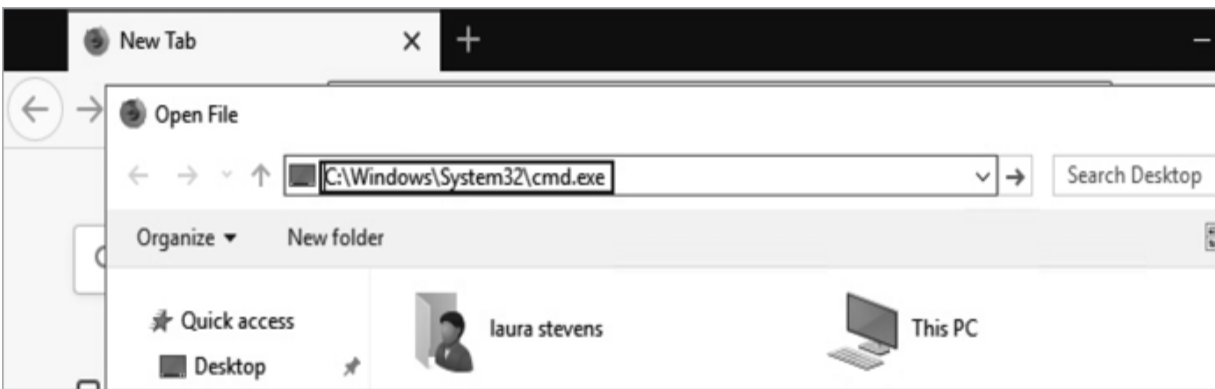 New Tab
Open File
C:\Windows\System32\cmd.exe
Search Desktop
Organize
New folder
Quick access
laura stevens
This PC
Desktop